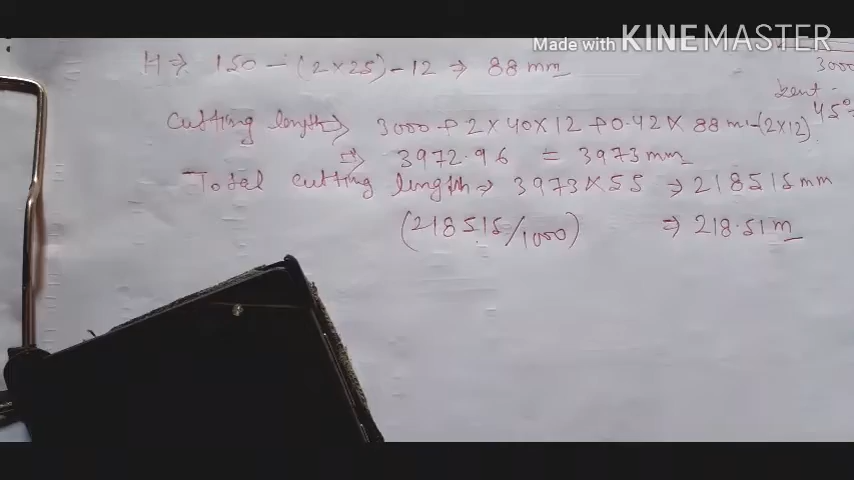 Made with KINEMASTER
H ⇒ 150 - (2×25) - 12 ⇒ 88 mm
3000
bent
45°
Cutting length ⇒ 3000 + 2×40×12 + 0.42× 88 m - (2×12)
⇒ 3972.96 = 3973 mm
Total cutting length ⇒ 3973×55 ⇒ 218515 mm
(218515/1000) ⇒ 218.51 m